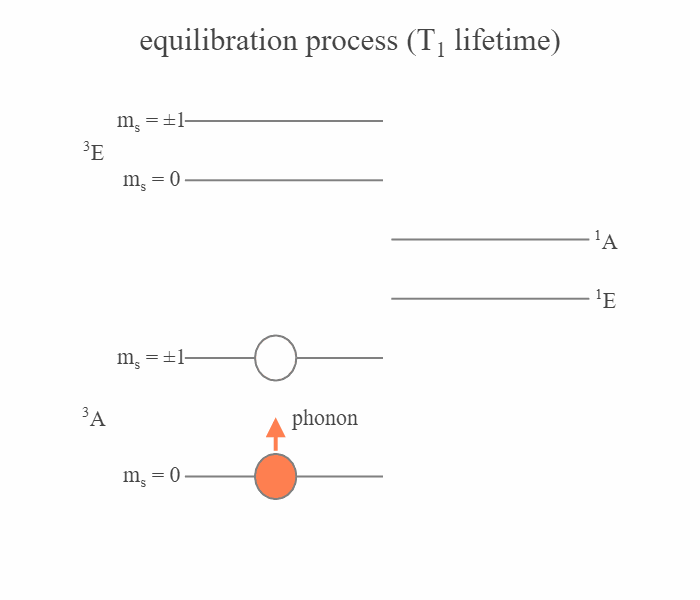 equilibration process (T₁ lifetime)
mₛ = ±1
³E
mₛ = 0
¹A
¹E
mₛ = ±1
³A
phonon
mₛ = 0